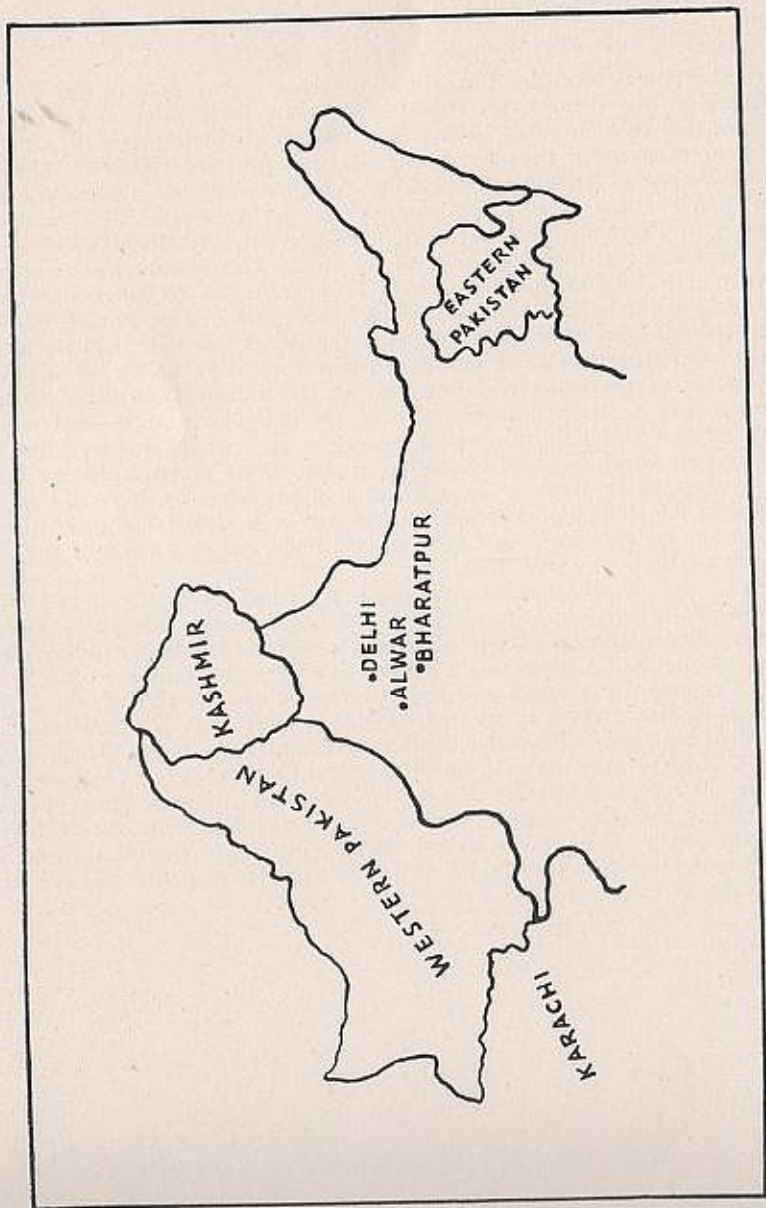 KASHMIR
WESTERN PAKISTAN
DELHI
ALWAR
BHARATPUR
EASTERN
PAKISTAN
KARACHI